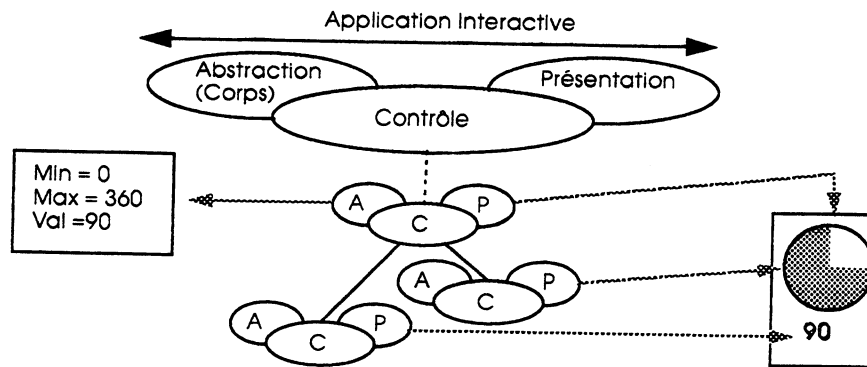 Application Interactive
Abstraction
(Corps)
Présentation
Contrôle
Min = 0
Max = 360
Val =90
A
P
C
A
P
C
A
P
C
90